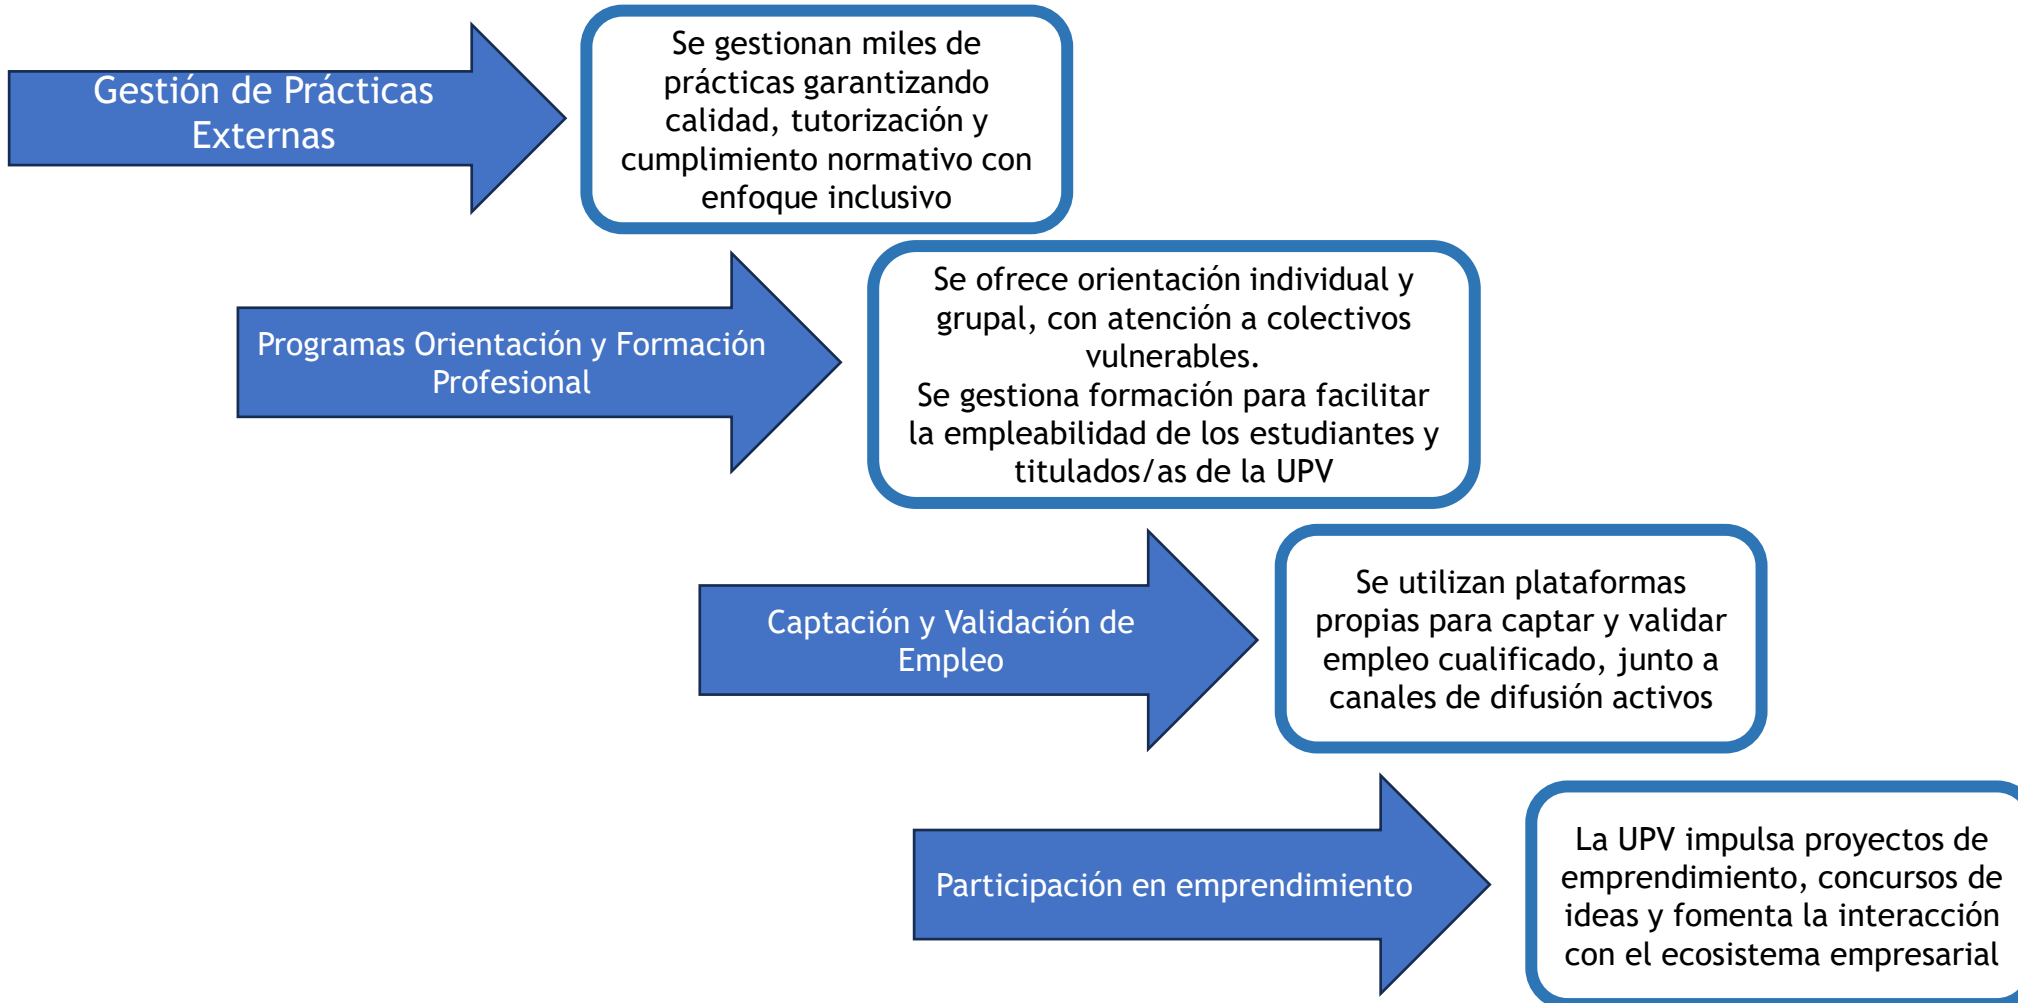 Gestión de Prácticas
Externas
Se gestionan miles de
prácticas garantizando
calidad, tutorización y
cumplimiento normativo con
enfoque inclusivo
Programas Orientación y Formación
Profesional
Se ofrece orientación individual y
grupal, con atención a colectivos
vulnerables.
Se gestiona formación para facilitar
la empleabilidad de los estudiantes y
titulados/as de la UPV
Captación y Validación de
Empleo
Se utilizan plataformas
propias para captar y validar
empleo cualificado, junto a
canales de difusión activos
Participación en emprendimiento
La UPV impulsa proyectos de
emprendimiento, concursos de
ideas y fomenta la interacción
con el ecosistema empresarial